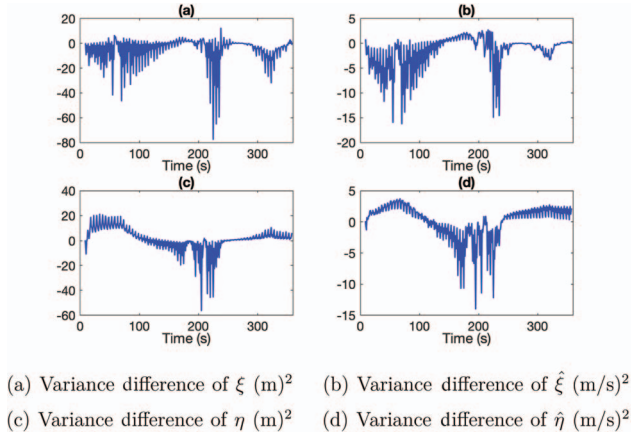 (a)
20
0
-20
-40
-60
-80
0 100 200 300
Time (s)
(b)
5
0
-5
-10
-15
-20
0 100 200 300
Time (s)
(c)
40
20
0
-20
-40
-60
0 100 200 300
Time (s)
(d)
5
0
-5
-10
-15
0 100 200 300
Time (s)
(a) Variance difference of ξ (m)² (b) Variance difference of ξ̂ (m/s)²
(c) Variance difference of η (m)² (d) Variance difference of η̂ (m/s)²